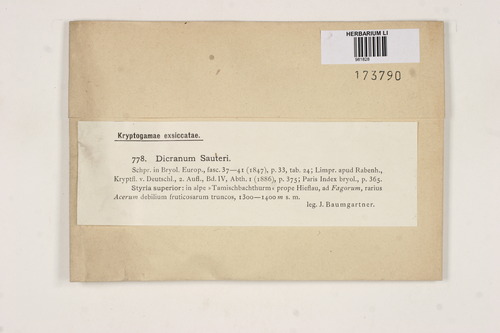 HERBARIUM LI
981828
173790
Kryptogamae exsiccatae.
778. Dicranum Sauteri.
Schpr. in Bryol. Europ., fasc. 37—41 (1847), p. 33, tab. 24; Limpr. apud Rabenh.,
Kryptfl. v. Deutschl., 2. Aufl., Bd. IV, Abth. 1 (1886), p. 375; Paris Index bryol., p. 365.
Styria superior: in alpe »Tamischbachthurm« prope Hieflau, ad Fagorum, rarius
Acerum debilium fruticosarum truncos, 1300—1400 m s. m.
leg. J. Baumgartner.